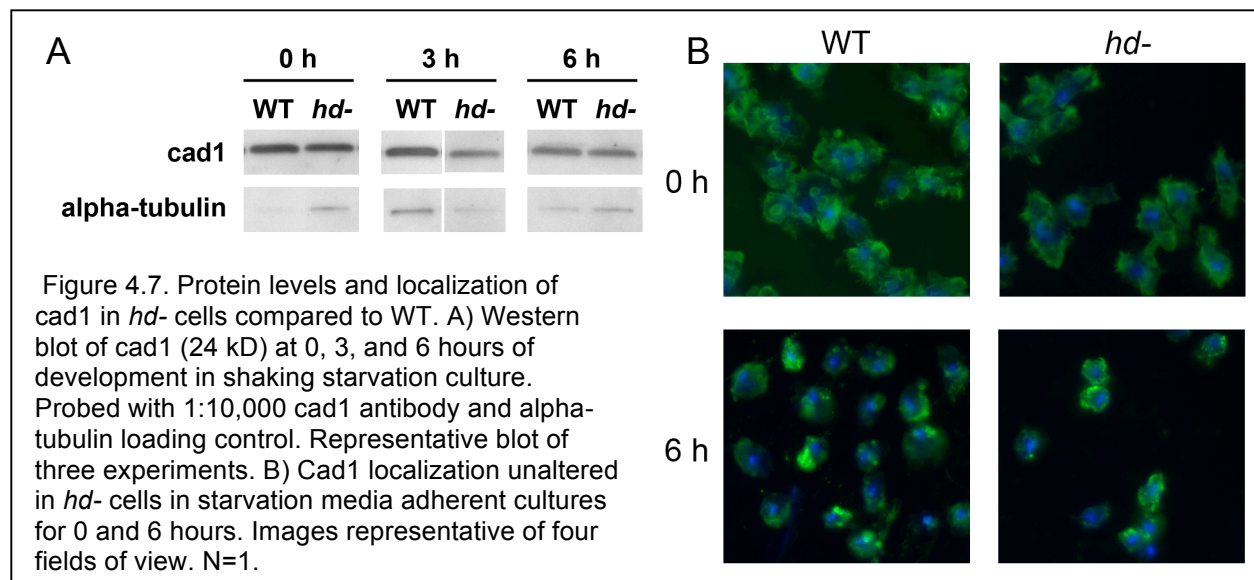 A
0 h 3 h 6 h
WT hd- WT hd- WT hd-
cad1
alpha-tubulin
Figure 4.7. Protein levels and localization of
cad1 in hd- cells compared to WT. A) Western
blot of cad1 (24 kD) at 0, 3, and 6 hours of
development in shaking starvation culture.
Probed with 1:10,000 cad1 antibody and alpha-
tubulin loading control. Representative blot of
three experiments. B) Cad1 localization unaltered
in hd- cells in starvation media adherent cultures
for 0 and 6 hours. Images representative of four
fields of view. N=1.
B
WT hd-
0 h
6 h